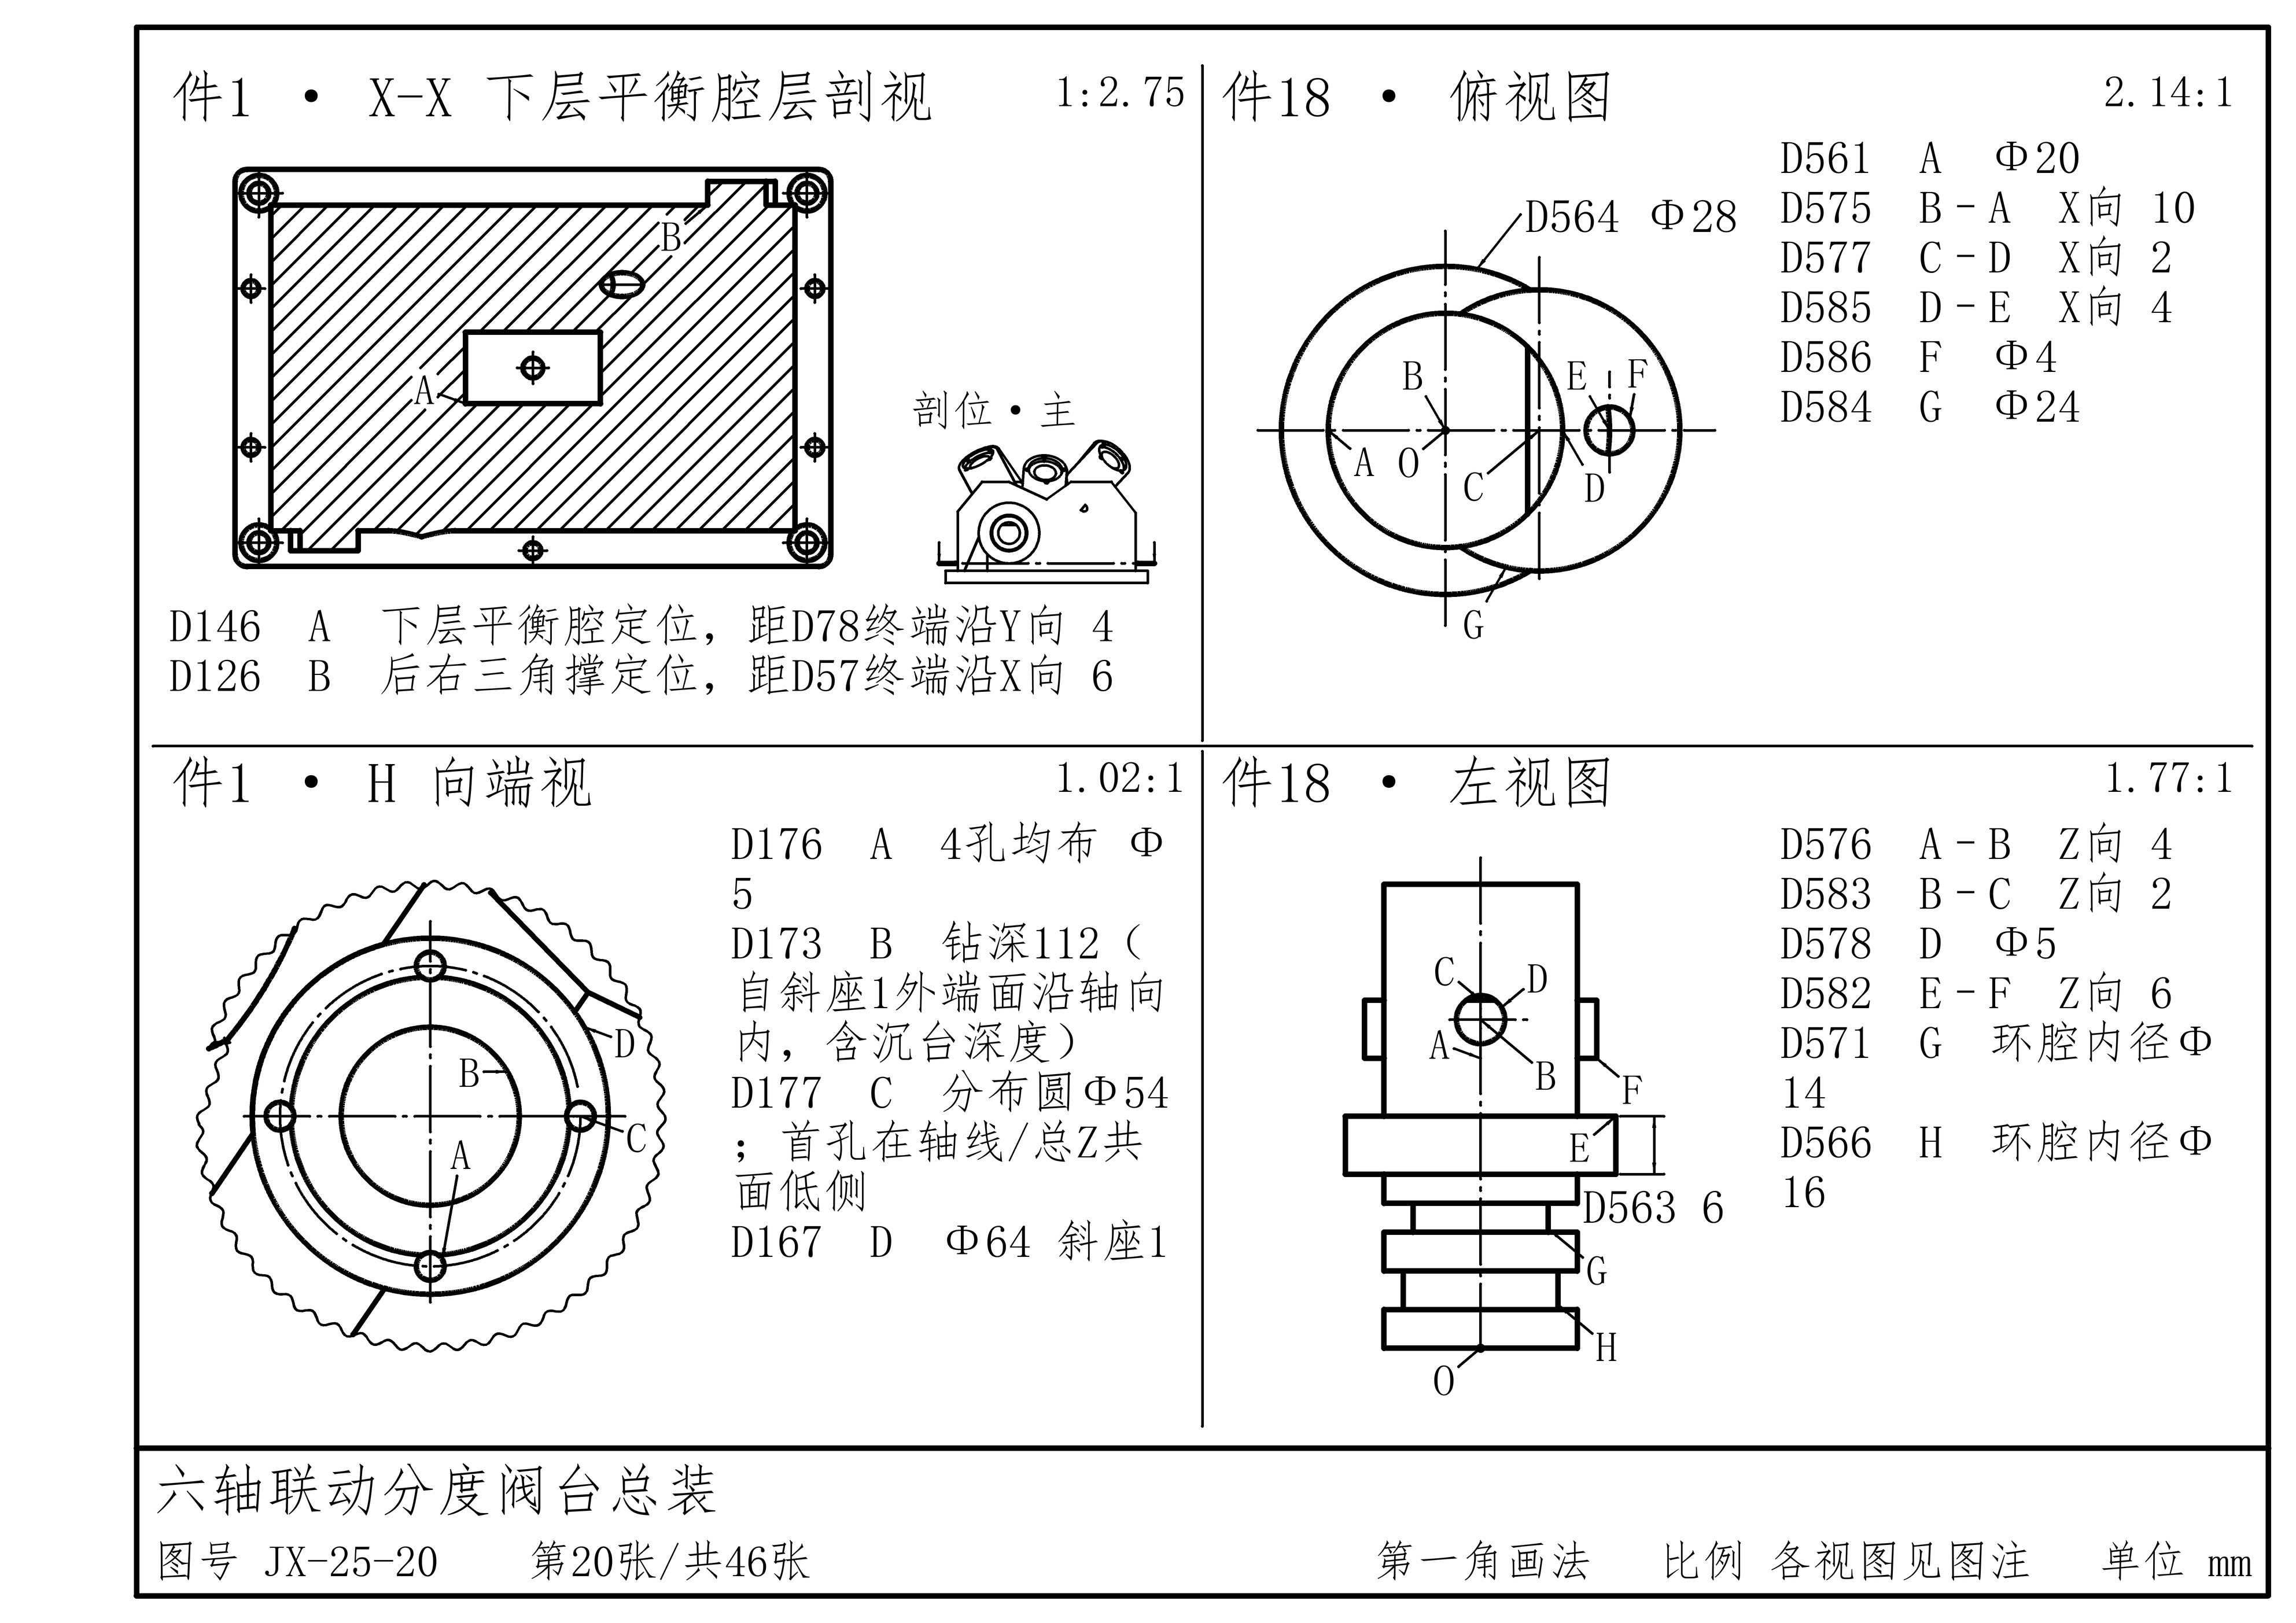 件1 · X-X 下层平衡腔层剖视 1:2.75
B
A
剖位·主
D146 A 下层平衡腔定位，距D78终端沿Y向 4
D126 B 后右三角撑定位，距D57终端沿X向 6
件18 · 俯视图 2.14:1
D564 Φ28
B
E
F
A
O
C
D
G
D561 A Φ20
D575 B-A X向 10
D577 C-D X向 2
D585 D-E X向 4
D586 F Φ4
D584 G Φ24
件1 · H 向端视 1.02:1
D
B
C
A
D176 A 4孔均布 Φ
5
D173 B 钻深112（
自斜座1外端面沿轴向
内，含沉台深度）
D177 C 分布圆Φ54
；首孔在轴线/总Z共
面低侧
D167 D Φ64 斜座1
件18 · 左视图 1.77:1
C
D
A
B
F
E
D563 6
G
H
O
D576 A-B Z向 4
D583 B-C Z向 2
D578 D Φ5
D582 E-F Z向 6
D571 G 环腔内径Φ
14
D566 H 环腔内径Φ
16
六轴联动分度阀台总装
图号 JX-25-20 第20张/共46张 第一角画法 比例 各视图见图注 单位 mm